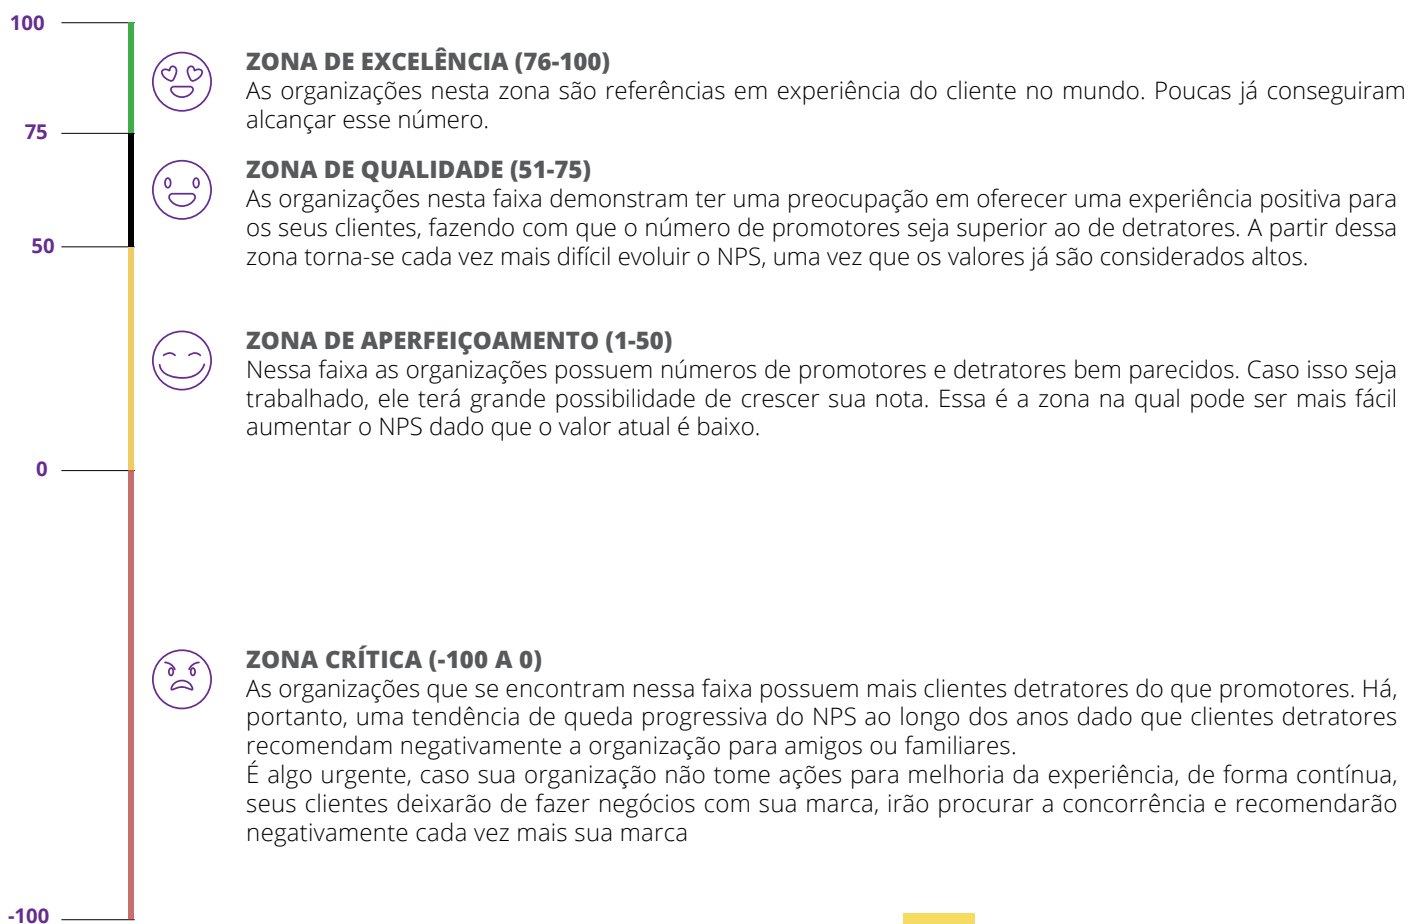 100
ZONA DE EXCELÊNCIA (76-100)
As organizações nesta zona são referências em experiência do cliente no mundo. Poucas já conseguiram
alcançar esse número.
75
ZONA DE QUALIDADE (51-75)
As organizações nesta faixa demonstram ter uma preocupação em oferecer uma experiência positiva para
os seus clientes, fazendo com que o número de promotores seja superior ao de detratores. A partir dessa
zona torna-se cada vez mais difícil evoluir o NPS, uma vez que os valores já são considerados altos.
50
ZONA DE APERFEIÇOAMENTO (1-50)
Nessa faixa as organizações possuem números de promotores e detratores bem parecidos. Caso isso seja
trabalhado, ele terá grande possibilidade de crescer sua nota. Essa é a zona na qual pode ser mais fácil
aumentar o NPS dado que o valor atual é baixo.
0
ZONA CRÍTICA (-100 A 0)
As organizações que se encontram nessa faixa possuem mais clientes detratores do que promotores. Há,
portanto, uma tendência de queda progressiva do NPS ao longo dos anos dado que clientes detratores
recomendam negativamente a organização para amigos ou familiares.
É algo urgente, caso sua organização não tome ações para melhoria da experiência, de forma contínua,
seus clientes deixarão de fazer negócios com sua marca, irão procurar a concorrência e recomendarão
negativamente cada vez mais sua marca
-100